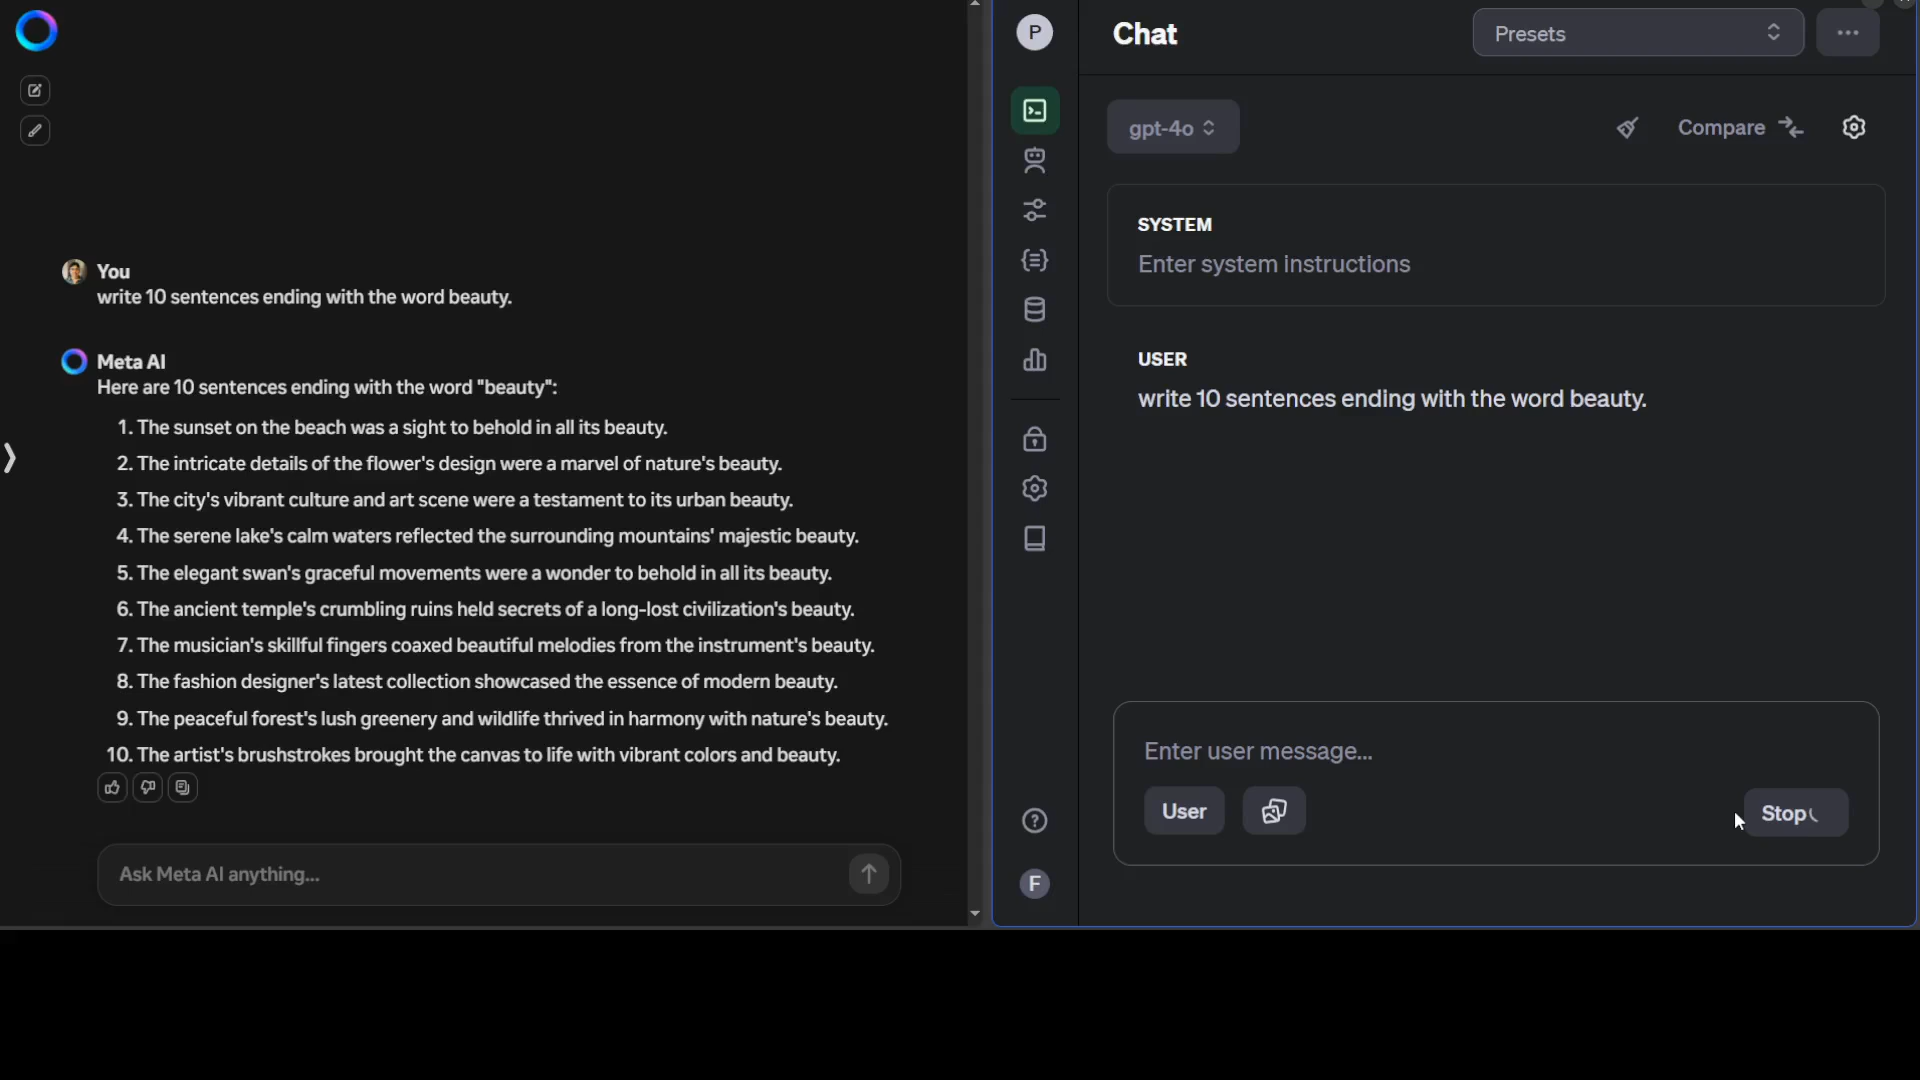 You
write 10 sentences ending with the word beauty.
Meta AI
Here are 10 sentences ending with the word "beauty":
1. The sunset on the beach was a sight to behold in all its beauty.
2. The intricate details of the flower's design were a marvel of nature's beauty.
3. The city's vibrant culture and art scene were a testament to its urban beauty.
4. The serene lake's calm waters reflected the surrounding mountains' majestic beauty.
5. The elegant swan's graceful movements were a wonder to behold in all its beauty.
6. The ancient temple's crumbling ruins held secrets of a long-lost civilization's beauty.
7. The musician's skillful fingers coaxed beautiful melodies from the instrument's beauty.
8. The fashion designer's latest collection showcased the essence of modern beauty.
9. The peaceful forest's lush greenery and wildlife thrived in harmony with nature's beauty.
10. The artist's brushstrokes brought the canvas to life with vibrant colors and beauty.
Ask Meta AI anything...
P
F
Chat
Presets
gpt-4o
Compare
SYSTEM
Enter system instructions
USER
write 10 sentences ending with the word beauty.
Enter user message...
User
Stop